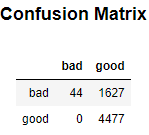 Confusion Matrix
bad good
bad 44 1627
good 0 4477